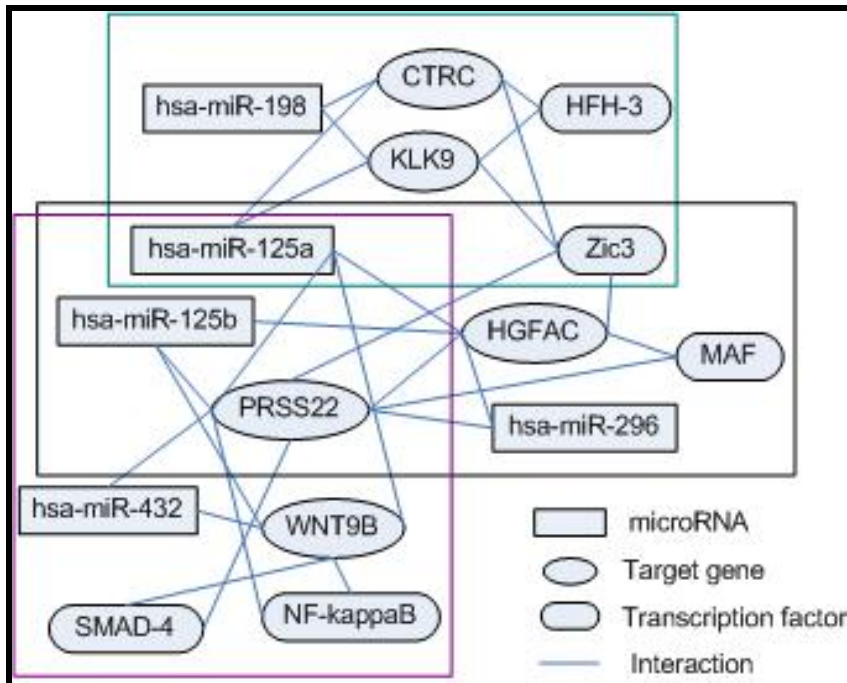 CTRC
hsa-miR-198
HFH-3
KLK9
hsa-miR-125a
Zic3
hsa-miR-125b
HGFAC
MAF
PRSS22
hsa-miR-296
hsa-miR-432
WNT9B
microRNA
Target gene
SMAD-4
NF-kappaB
Transcription factor
Interaction